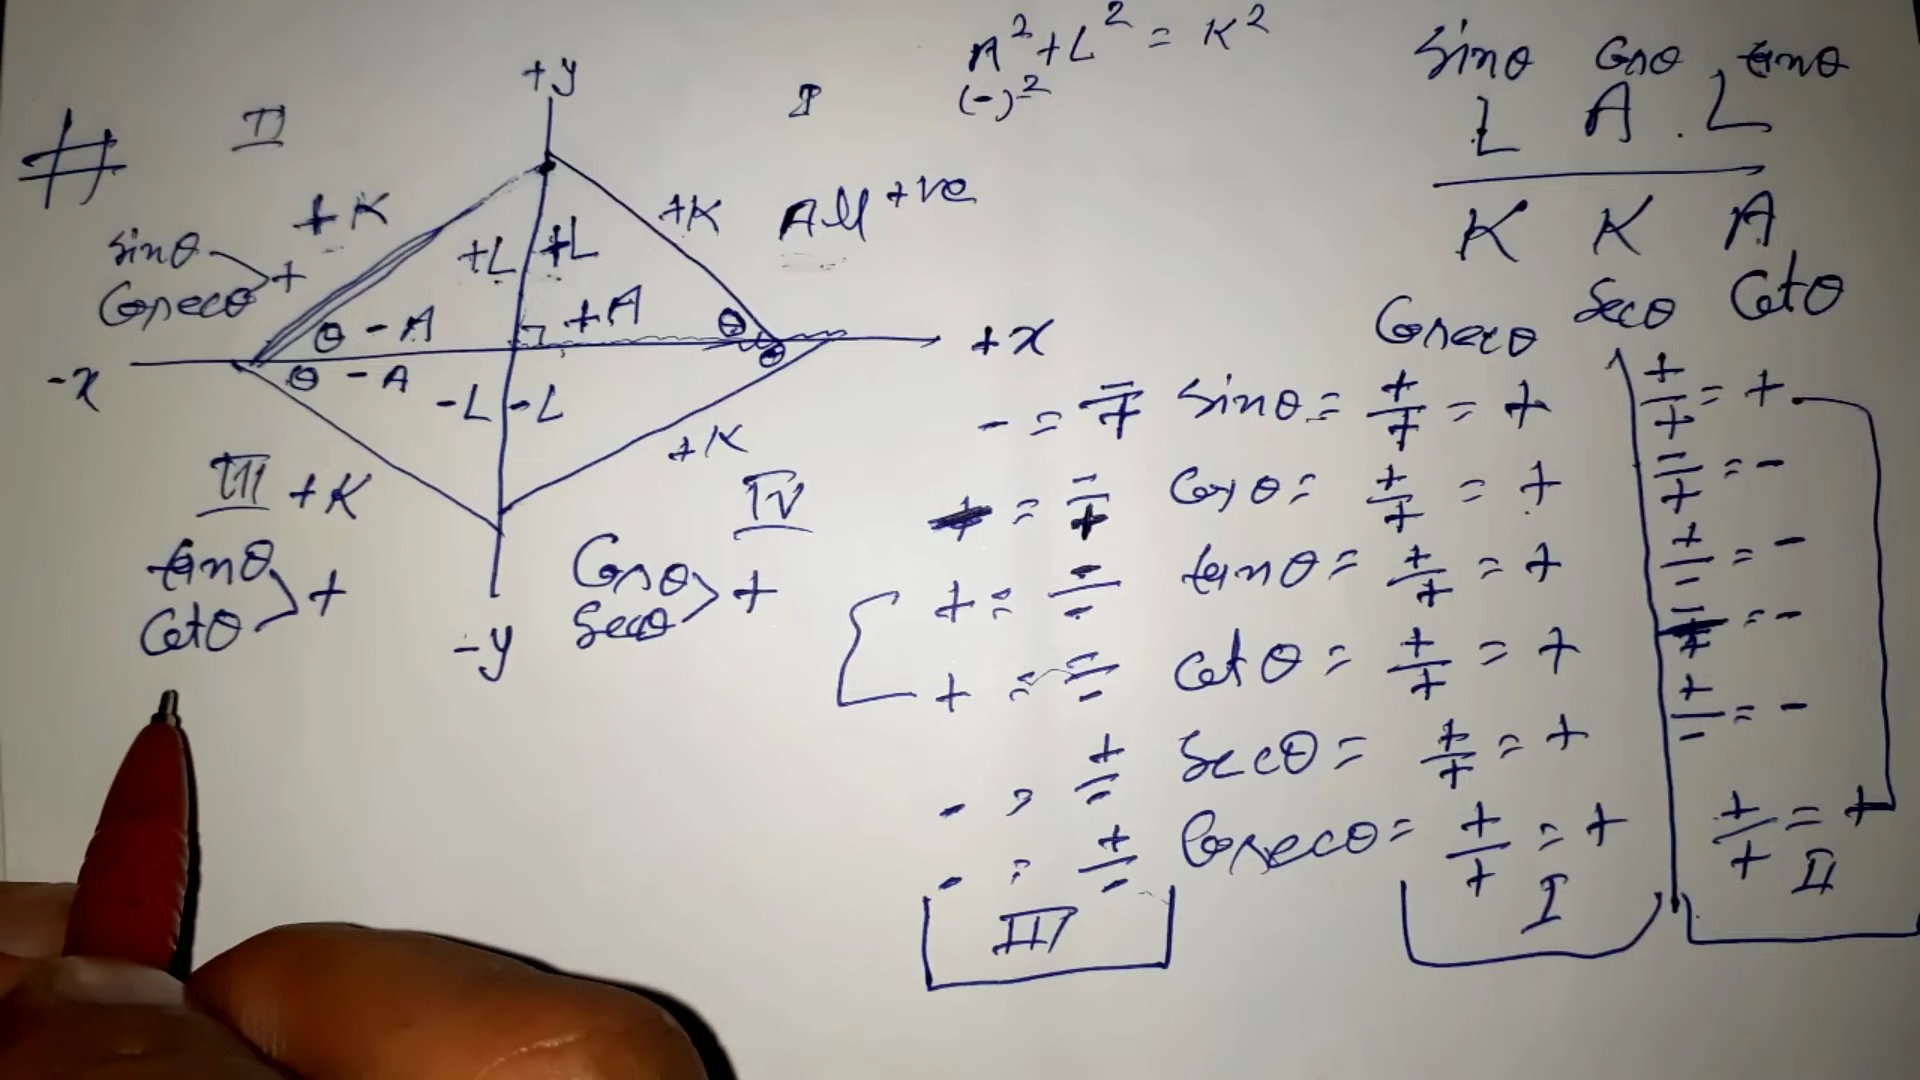 #
II
+y
I
A² + L² = K²
(-)²
sinθ cosθ tanθ
L A L
K K A
Cosecθ Secθ Cotθ
+K
+K
All +ve
sinθ
Cosecθ
+
+L +L
θ -A
+A
θ
-x
+x
θ -A
θ
-L -L
III +K
+K
IV
tanθ
Cotθ
+
-y
Cosθ
Secθ
+
- = -/+ sinθ = +/+ = + +/+ = +
= -/+ Cosθ = +/+ = + -/+ = -
+ = -/- tanθ = +/+ = + +/- = -
+ = -/- Cotθ = +/+ = + -/+ = -
- = +/- Secθ = +/+ = + +/- = -
- = +/- Cosecθ = +/+ = + +/+ = +
III I II